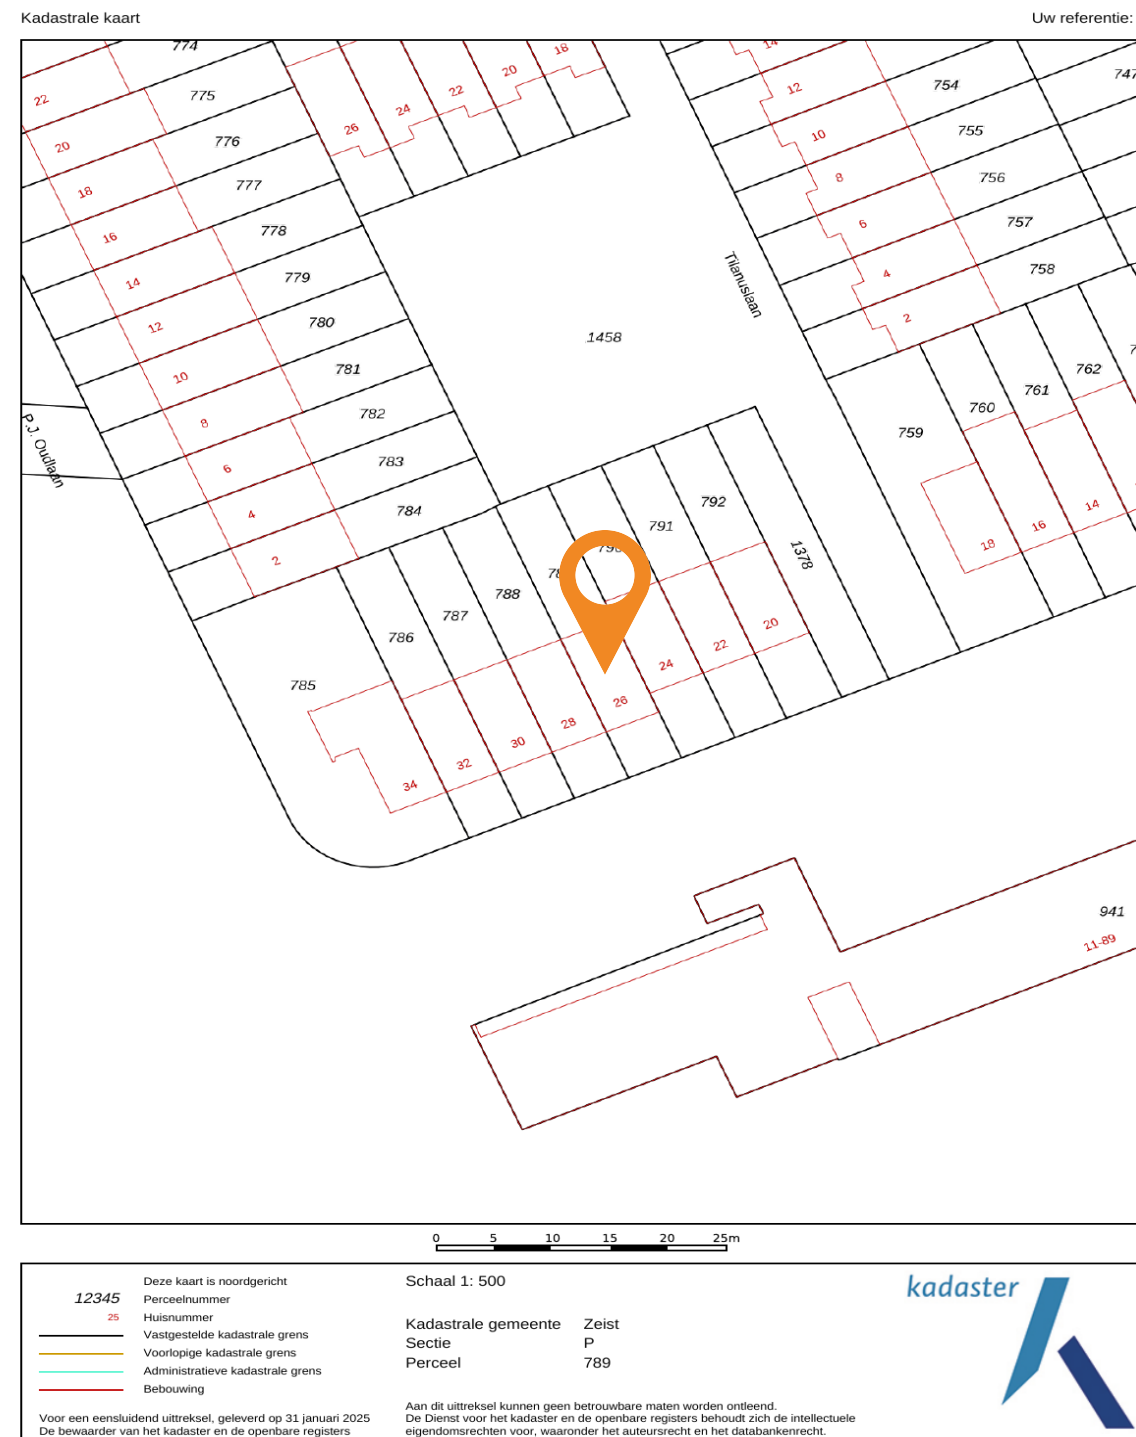 Kadastrale kaart
Uw referentie:
774
775
776
777
778
779
780
781
782
783
784
22
20
18
16
14
12
10
8
6
4
2
26
24
22
20
18
14
12
10
8
6
4
2
754
755
756
757
758
747
1458
Tilanuslaan
P.J. Oudlaan
759
760
761
762
18
16
14
785
786
787
788
791
792
1378
34
32
30
28
26
24
22
20
941
11-89
0 5 10 15 20 25m
Deze kaart is noordgericht
12345 Perceelnummer
25 Huisnummer
Vastgestelde kadastrale grens
Voorlopige kadastrale grens
Administratieve kadastrale grens
Bebouwing
Voor een eensluidend uittreksel, geleverd op 31 januari 2025
De bewaarder van het kadaster en de openbare registers
Schaal 1: 500
Kadastrale gemeente Zeist
Sectie P
Perceel 789
Aan dit uittreksel kunnen geen betrouwbare maten worden ontleend.
De Dienst voor het kadaster en de openbare registers behoudt zich de intellectuele
eigendomsrechten voor, waaronder het auteursrecht en het databankenrecht.
kadaster